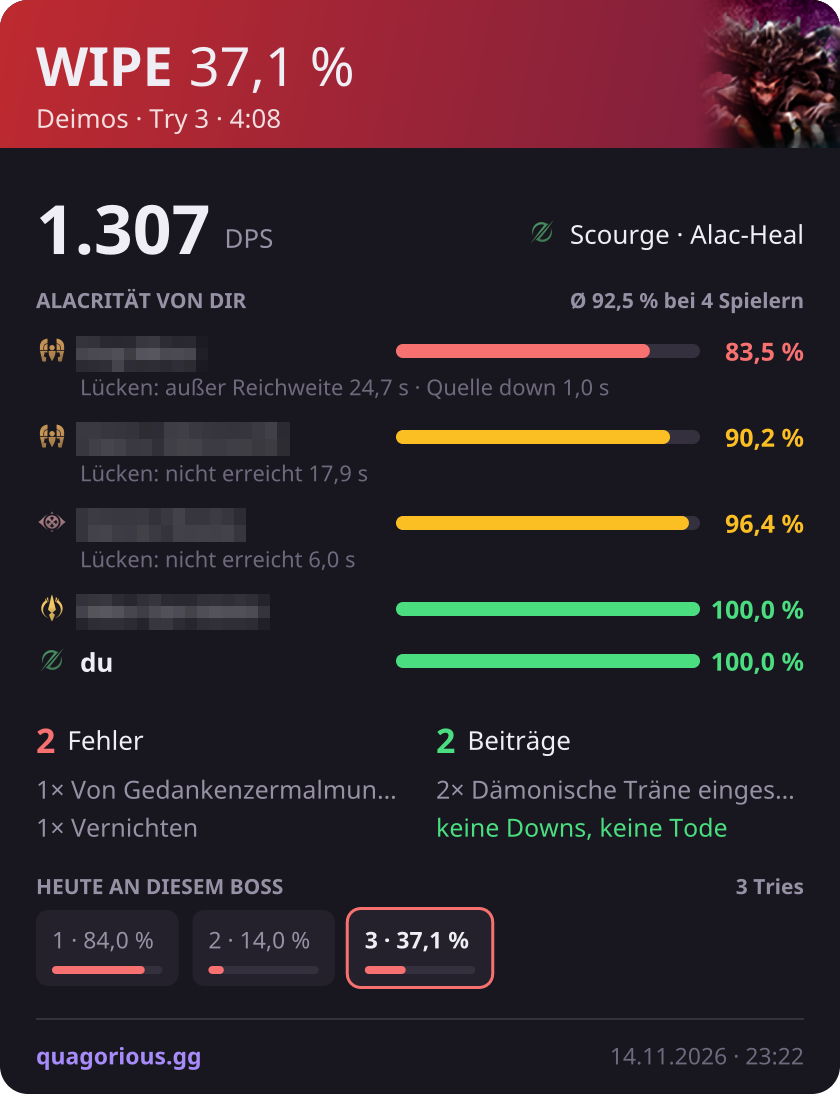 WIPE 37,1 %
Deimos · Try 3 · 4:08
1.307 DPS
Scourge · Alac-Heal
ALACRITÄT VON DIR
Ø 92,5 % bei 4 Spielern
83,5 %
Lücken: außer Reichweite 24,7 s · Quelle down 1,0 s
90,2 %
Lücken: nicht erreicht 17,9 s
96,4 %
Lücken: nicht erreicht 6,0 s
100,0 %
du 100,0 %
2 Fehler
1× Von Gedankenzermalmun...
1× Vernichten
2 Beiträge
2× Dämonische Träne einges...
keine Downs, keine Tode
HEUTE AN DIESEM BOSS
3 Tries
1 · 84,0 %
2 · 14,0 %
3 · 37,1 %
quagorious.gg
14.11.2026 · 23:22